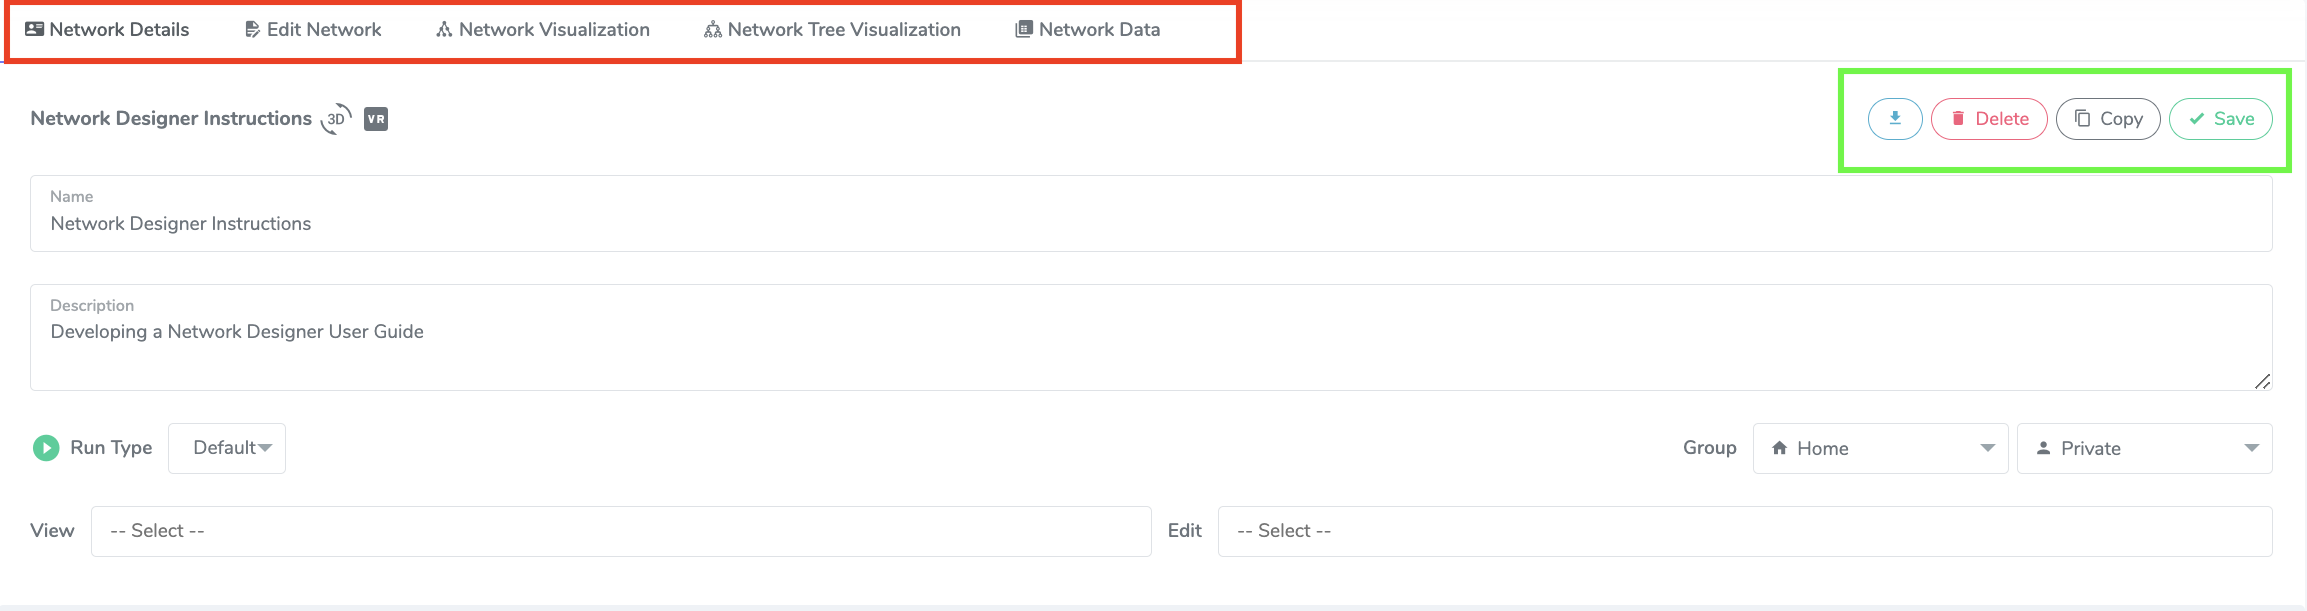 Network Details Edit Network Network Visualization Network Tree Visualization Network Data
Network Designer Instructions 3D VR
Delete Copy Save
Name
Network Designer Instructions
Description
Developing a Network Designer User Guide
Run Type Default Group Home Private
View -- Select -- Edit -- Select --